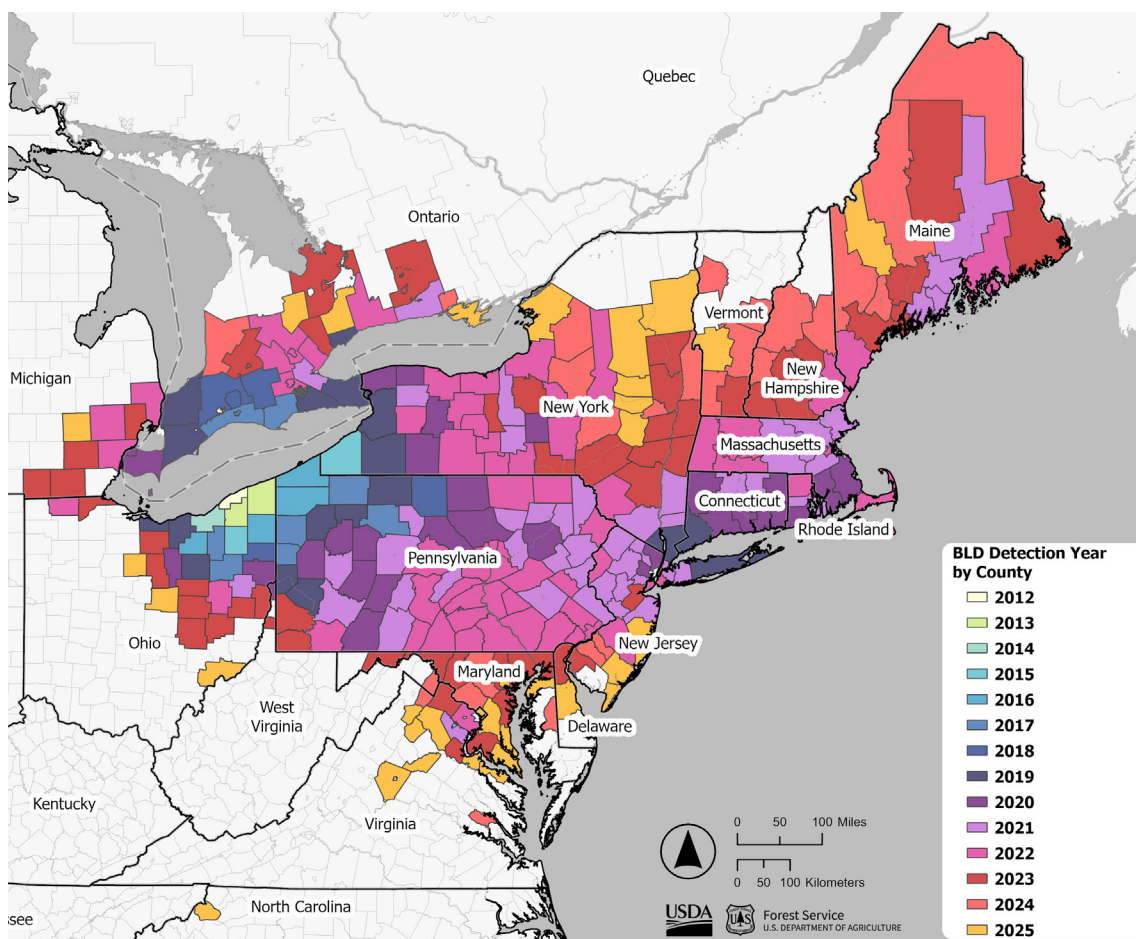 Quebec
Ontario
Maine
Vermont
Michigan
New
Hampshire
New York
Massachusetts
Connecticut
Rhode Island
Pennsylvania
Ohio
New Jersey
Maryland
West
Virginia
Delaware
Kentucky
Virginia
North Carolina
ssee
BLD Detection Year
by County
2012
2013
2014
2015
2016
2017
2018
2019
2020
2021
2022
2023
2024
2025
0 50 100 Miles
0 50 100 Kilometers
USDA
UAS
Forest Service
U.S. DEPARTMENT OF AGRICULTURE